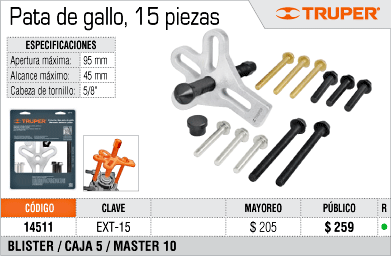 Pata de gallo, 15 piezas
TRUPER
ESPECIFICACIONES
Apertura máxima: 95 mm
Alcance máximo: 45 mm
Cabeza de tornillo: 5/8"
TRUPER
CÓDIGO CLAVE MAYOREO PÚBLICO R
14511 EXT-15 $ 205 $ 259
BLISTER / CAJA 5 / MASTER 10